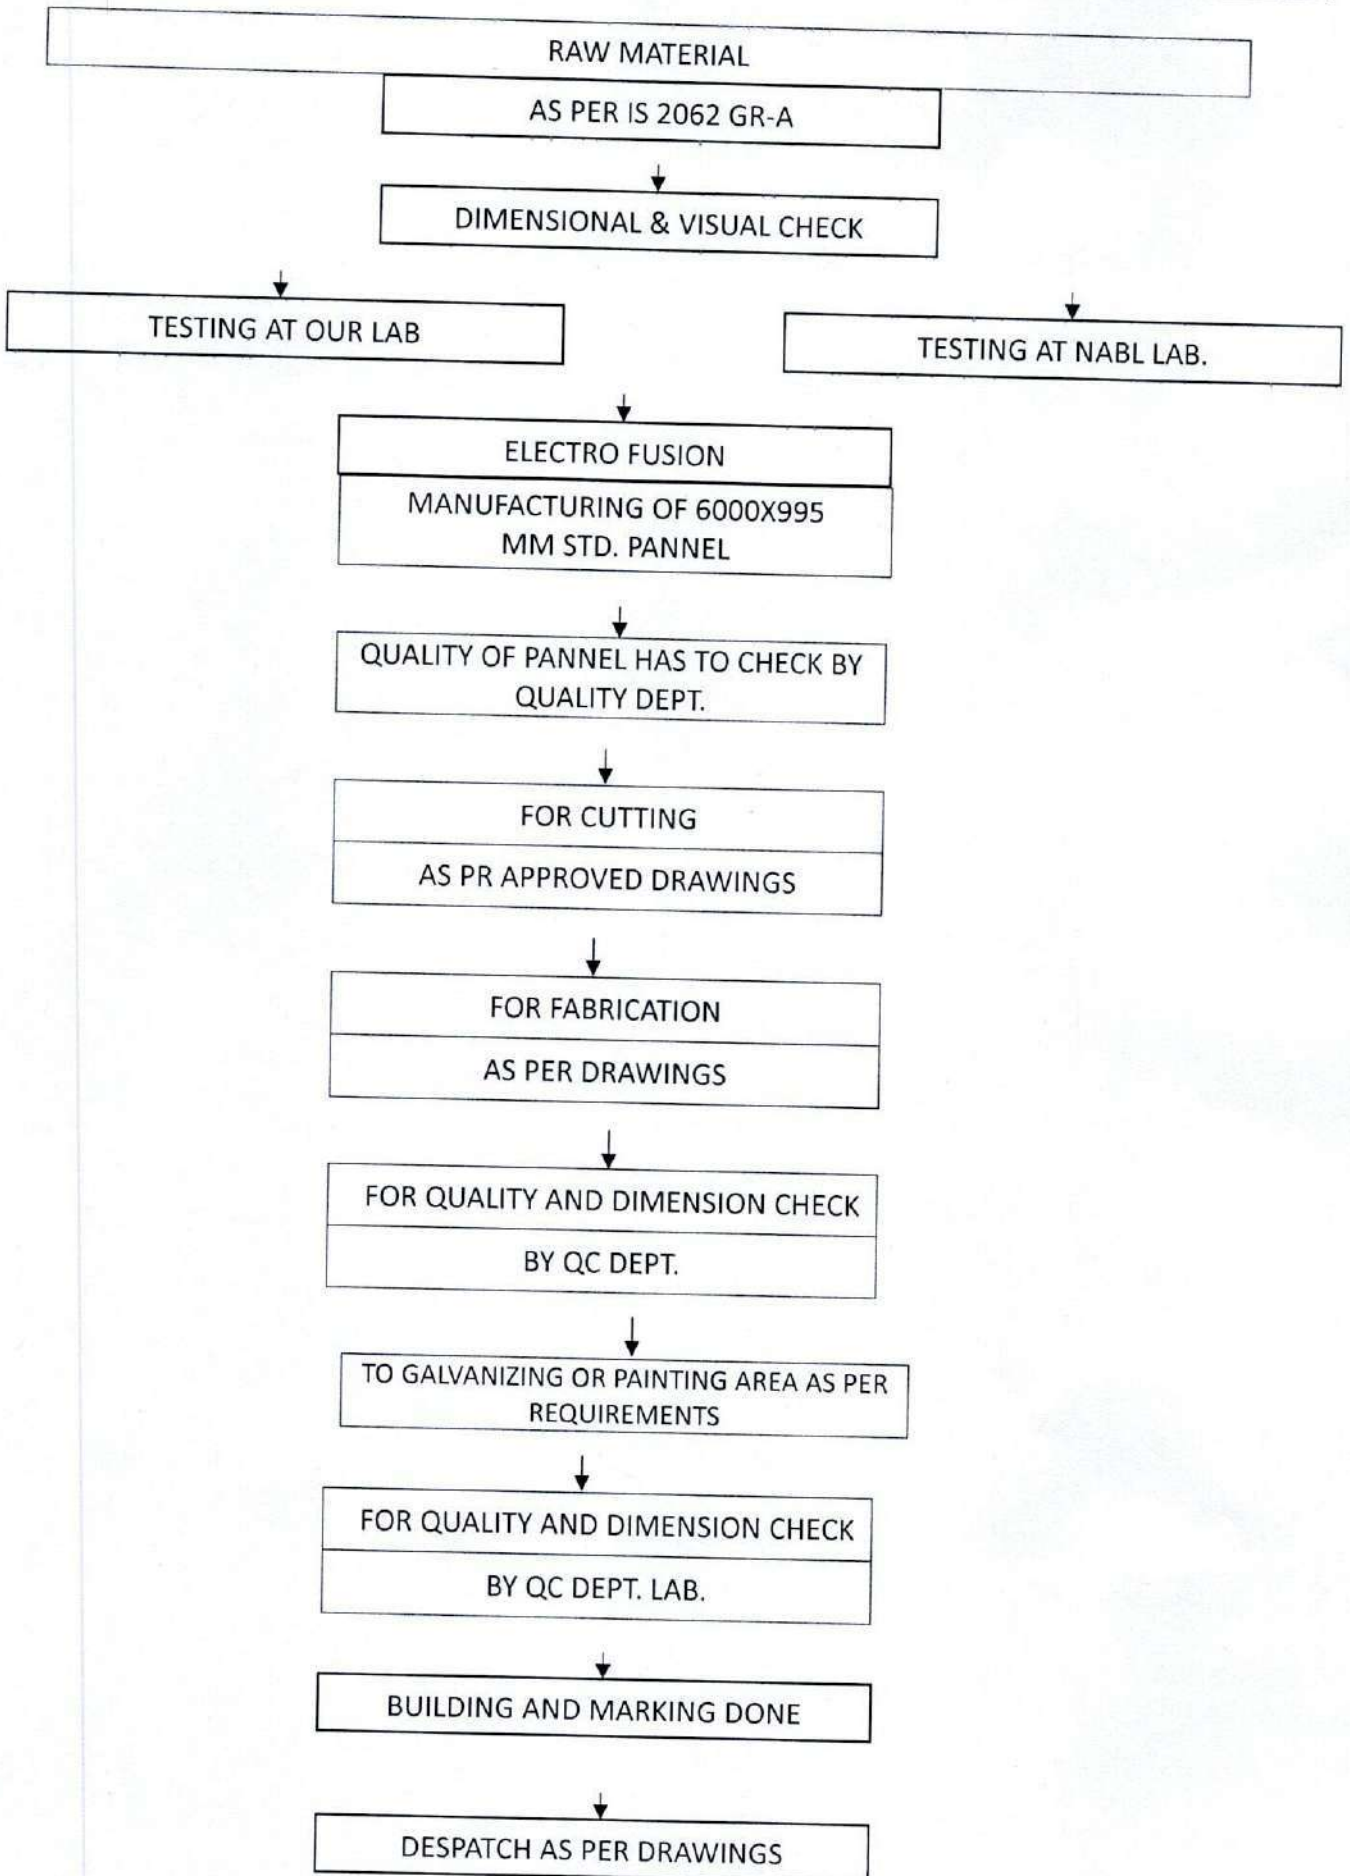 RAW MATERIAL
AS PER IS 2062 GR-A
DIMENSIONAL & VISUAL CHECK
TESTING AT OUR LAB
TESTING AT NABL LAB.
ELECTRO FUSION
MANUFACTURING OF 6000X995
MM STD. PANNEL
QUALITY OF PANNEL HAS TO CHECK BY
QUALITY DEPT.
FOR CUTTING
AS PR APPROVED DRAWINGS
FOR FABRICATION
AS PER DRAWINGS
FOR QUALITY AND DIMENSION CHECK
BY QC DEPT.
TO GALVANIZING OR PAINTING AREA AS PER
REQUIREMENTS
FOR QUALITY AND DIMENSION CHECK
BY QC DEPT. LAB.
BUILDING AND MARKING DONE
DESPATCH AS PER DRAWINGS